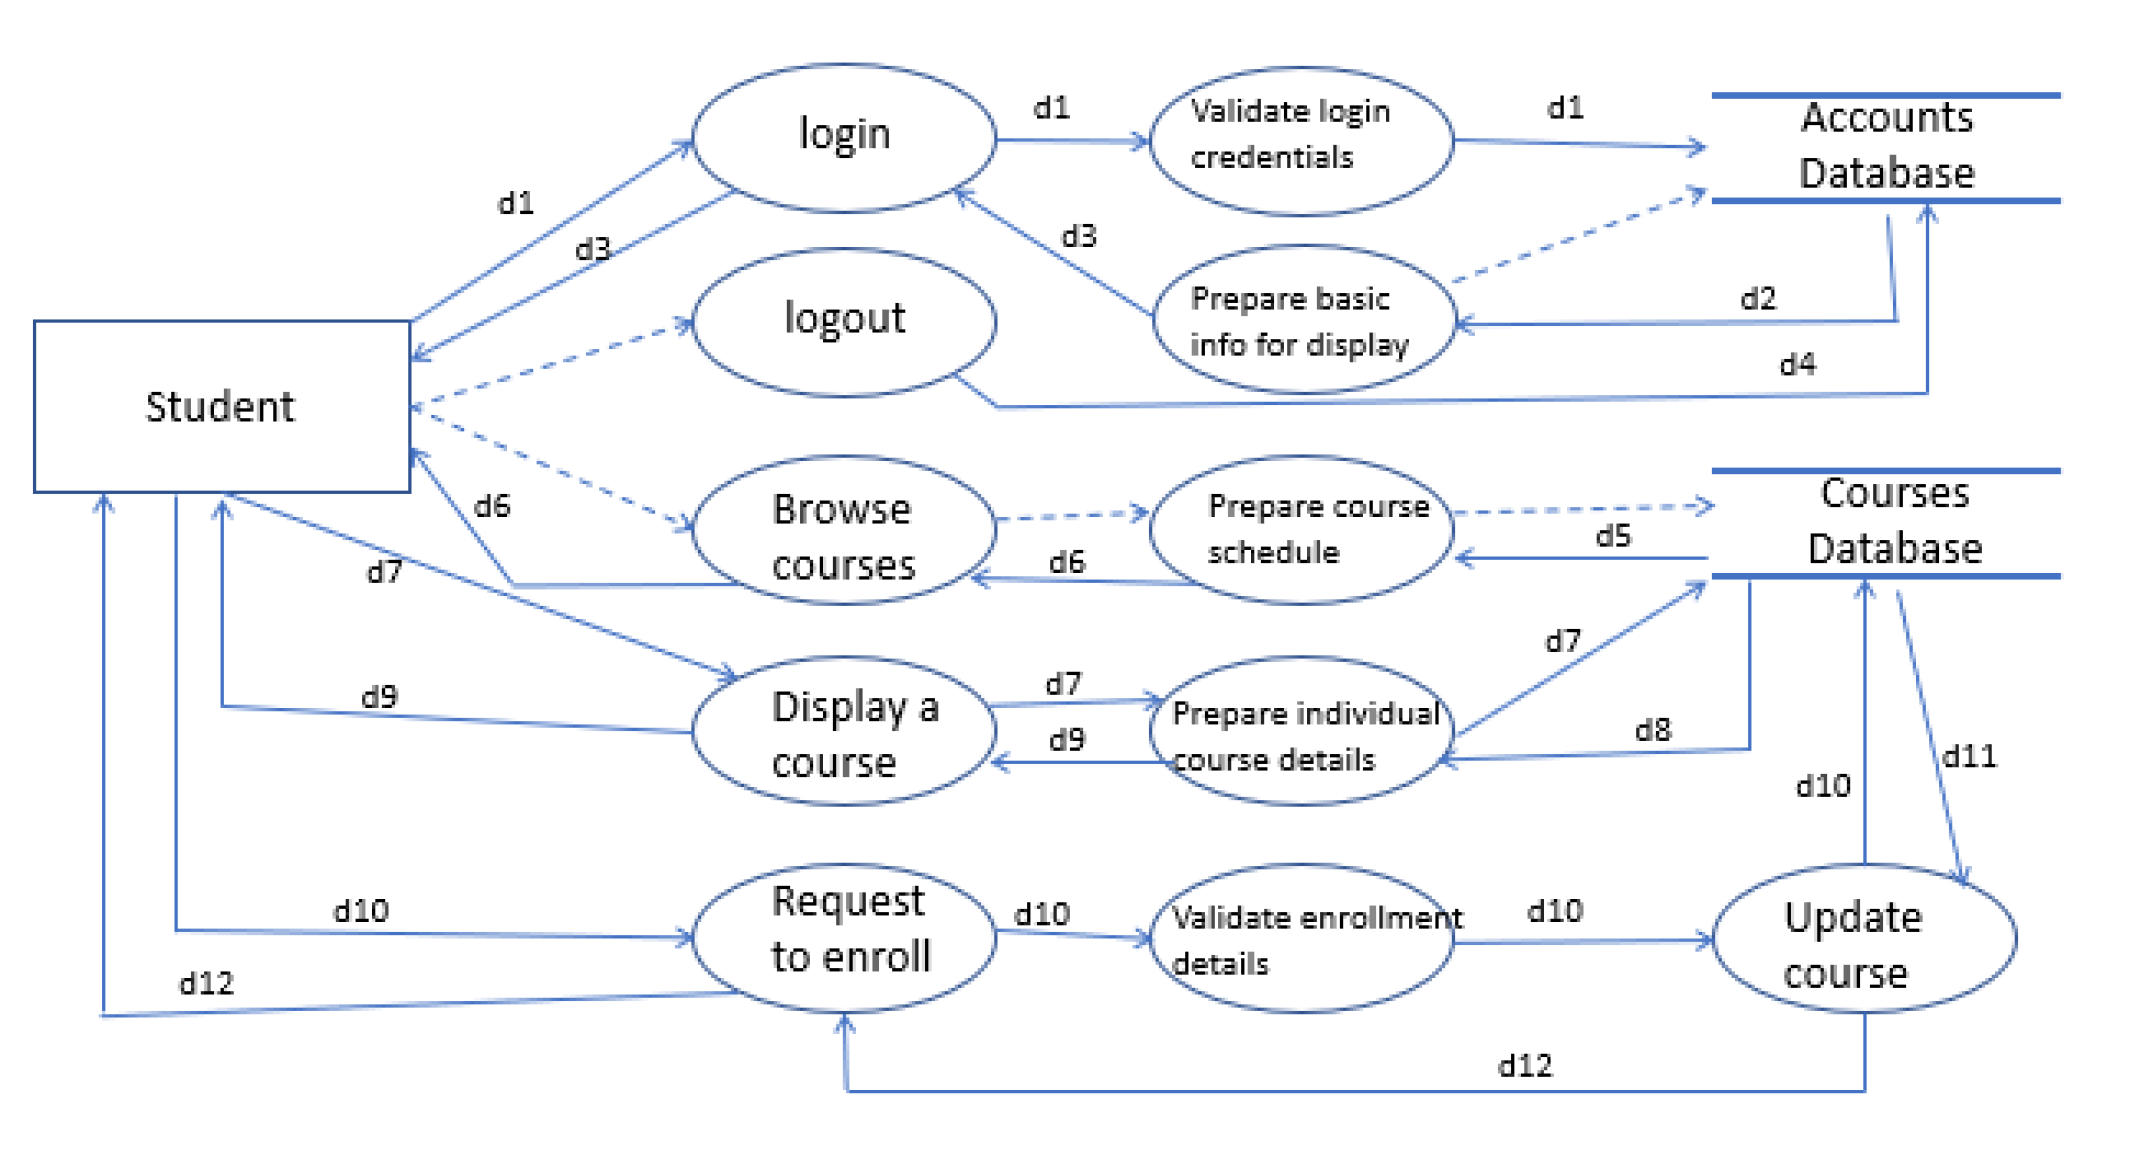 d1
Validate login
credentials
d1
Accounts
Database
login
d1
d3
d3
logout
Prepare basic
info for display
d2
d4
Student
d6
Browse
courses
d6
Prepare course
schedule
d5
Courses
Database
d7
d9
Display a
course
d7
d9
Prepare individual
course details
d7
d8
d10
d11
d10
d12
Request
to enroll
d10
Validate enrollment
details
d10
Update
course
d12